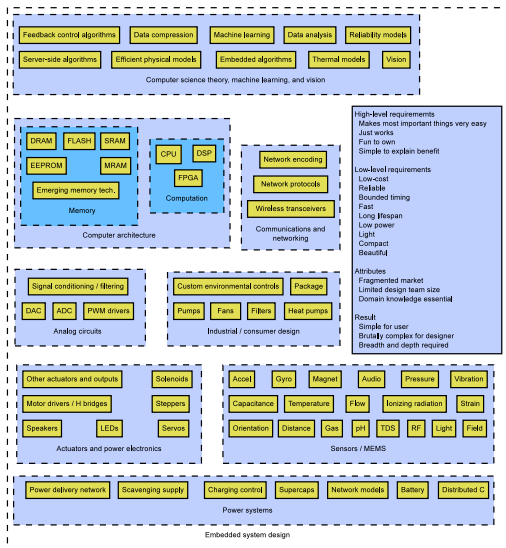 Feedback control algorithms Data compression Machine learning Data analysis Reliability models
Server-side algorithms Efficient physical models Embedded algorithms Thermal models Vision
Computer science theory, machine learning, and vision
DRAM FLASH SRAM
EEPROM MRAM
Emerging memory tech.
Memory
CPU DSP
FPGA
Computation
Computer architecture
Network encoding
Network protocols
Wireless transceivers
Communications and
networking
High-level requirements
Makes most important things very easy
Just works
Fun to own
Simple to explain benefit
Low-level requirements
Low-cost
Reliable
Bounded timing
Fast
Long lifespan
Low power
Light
Compact
Beautiful
Attributes
Fragmented market
Limited design team size
Domain knowledge essential
Result
Simple for user
Brutally complex for designer
Breadth and depth required
Signal conditioning / filtering
DAC ADC PWM drivers
Analog circuits
Custom environmental controls Package
Pumps Fans Filters Heat pumps
Industrial / consumer design
Other actuators and outputs Solenoids
Motor drivers / H bridges Steppers
Speakers LEDs Servos
Actuators and power electronics
Accel Gyro Magnet Audio Pressure Vibration
Capacitance Temperature Flow Ionizing radiation Strain
Orientation Distance Gas pH TDS RF Light Field
Sensors / MEMS
Power delivery network Scavenging supply Charging control Supercaps Network models Battery Distributed C
Power systems
Embedded system design